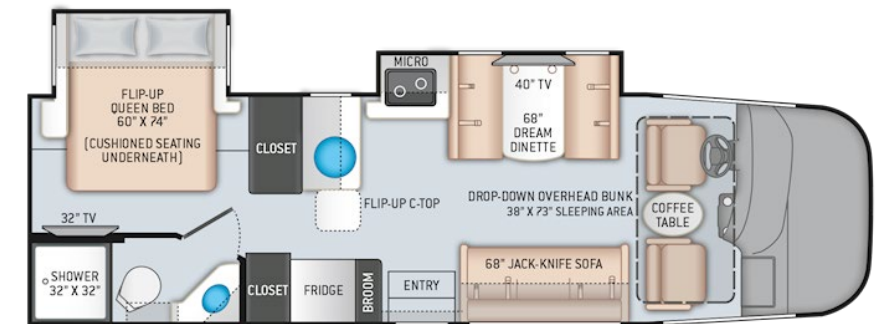 MICRO
40" TV
68"
DREAM
DINETTE
FLIP-UP
QUEEN BED
60" X 74"
(CUSHIONED SEATING
UNDERNEATH)
CLOSET
FLIP-UP C-TOP
DROP-DOWN OVERHEAD BUNK
38" X 73" SLEEPING AREA
COFFEE
TABLE
32" TV
SHOWER
32" X 32"
CLOSET
FRIDGE
BROOM
ENTRY
68" JACK-KNIFE SOFA